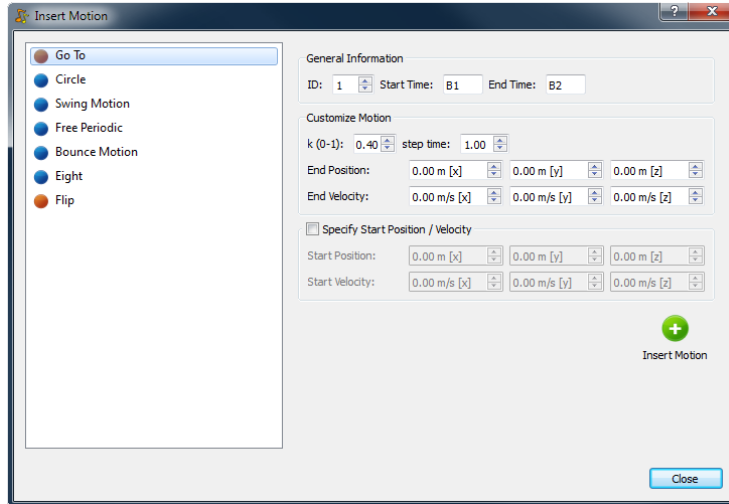 Insert Motion
?
Go To
Circle
Swing Motion
Free Periodic
Bounce Motion
Eight
Flip
General Information
ID: 1 Start Time: B1 End Time: B2
Customize Motion
k (0-1): 0.40 step time: 1.00
End Position: 0.00 m [x] 0.00 m [y] 0.00 m [z]
End Velocity: 0.00 m/s [x] 0.00 m/s [y] 0.00 m/s [z]
Specify Start Position / Velocity
Start Position: 0.00 m [x] 0.00 m [y] 0.00 m [z]
Start Velocity: 0.00 m/s [x] 0.00 m/s [y] 0.00 m/s [z]
Insert Motion
Close